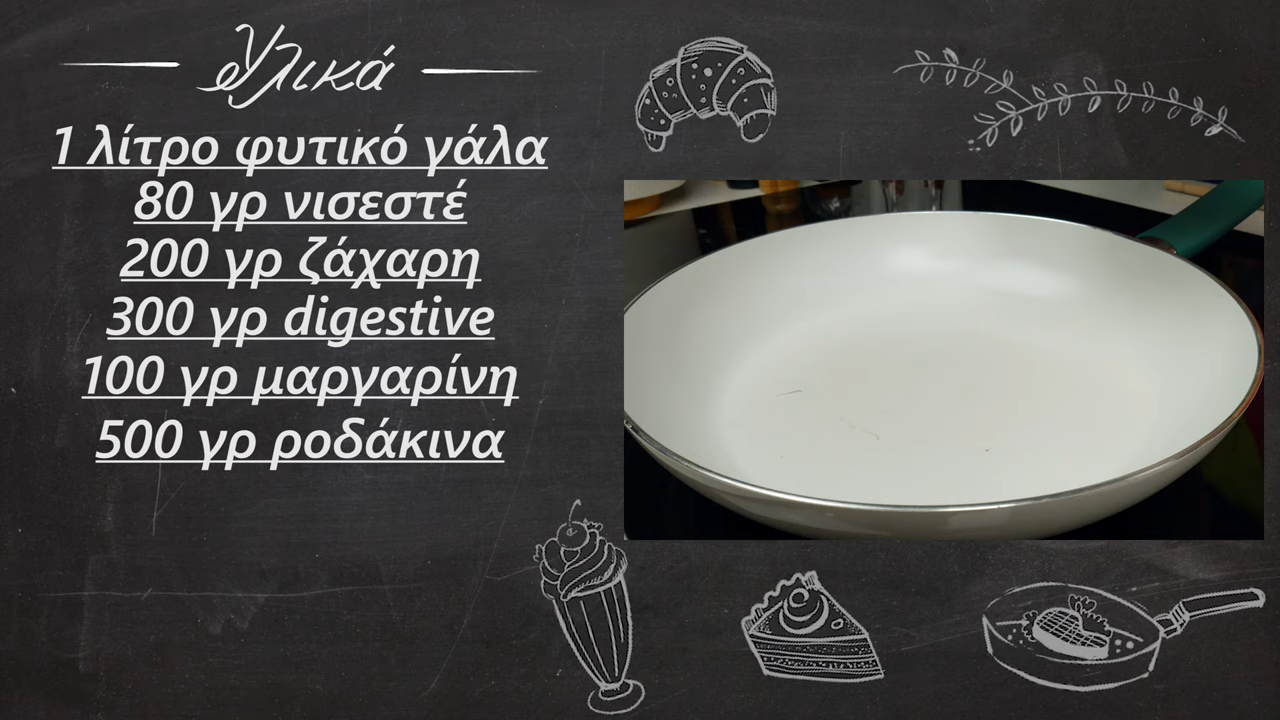 Υλικά
1 λίτρο φυτικό γάλα
80 γρ νισεστέ
200 γρ ζάχαρη
300 γρ digestive
100 γρ μαργαρίνη
500 γρ ροδάκινα